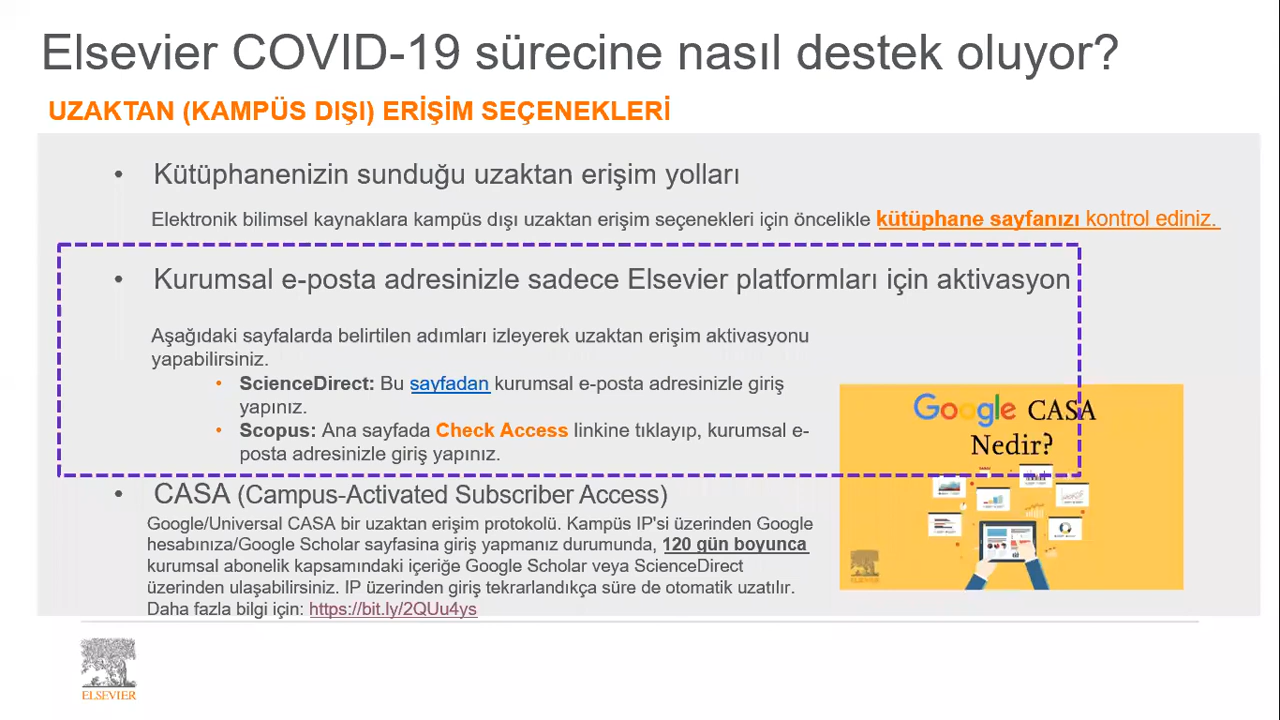 Elsevier COVID-19 sürecine nasıl destek oluyor?
UZAKTAN (KAMPÜS DIŞI) ERİŞİM SEÇENEKLERİ
• Kütüphanenizin sunduğu uzaktan erişim yolları
Elektronik bilimsel kaynaklara kampüs dışı uzaktan erişim seçenekleri için öncelikle kütüphane sayfanızı kontrol ediniz.
• Kurumsal e-posta adresinizle sadece Elsevier platformları için aktivasyon
Aşağıdaki sayfalarda belirtilen adımları izleyerek uzaktan erişim aktivasyonu
yapabilirsiniz.
• ScienceDirect: Bu sayfadan kurumsal e-posta adresinizle giriş
yapınız.
• Scopus: Ana sayfada Check Access linkine tıklayıp, kurumsal e-
posta adresinizle giriş yapınız.
Google CASA
Nedir?
• CASA (Campus-Activated Subscriber Access)
Google/Universal CASA bir uzaktan erişim protokolü. Kampüs IP'si üzerinden Google
hesabınıza/Google Scholar sayfasina giriş yapmanız durumunda, 120 gün boyunca
kurumsal abonelik kapsamındaki içeriğe Google Scholar veya ScienceDirect
üzerinden ulaşabilirsiniz. IP üzerinden giriş tekrarlandıkça süre de otomatik uzatılır.
Daha fazla bilgi için: https://bit.ly/2QUu4ys
ELSEVIER